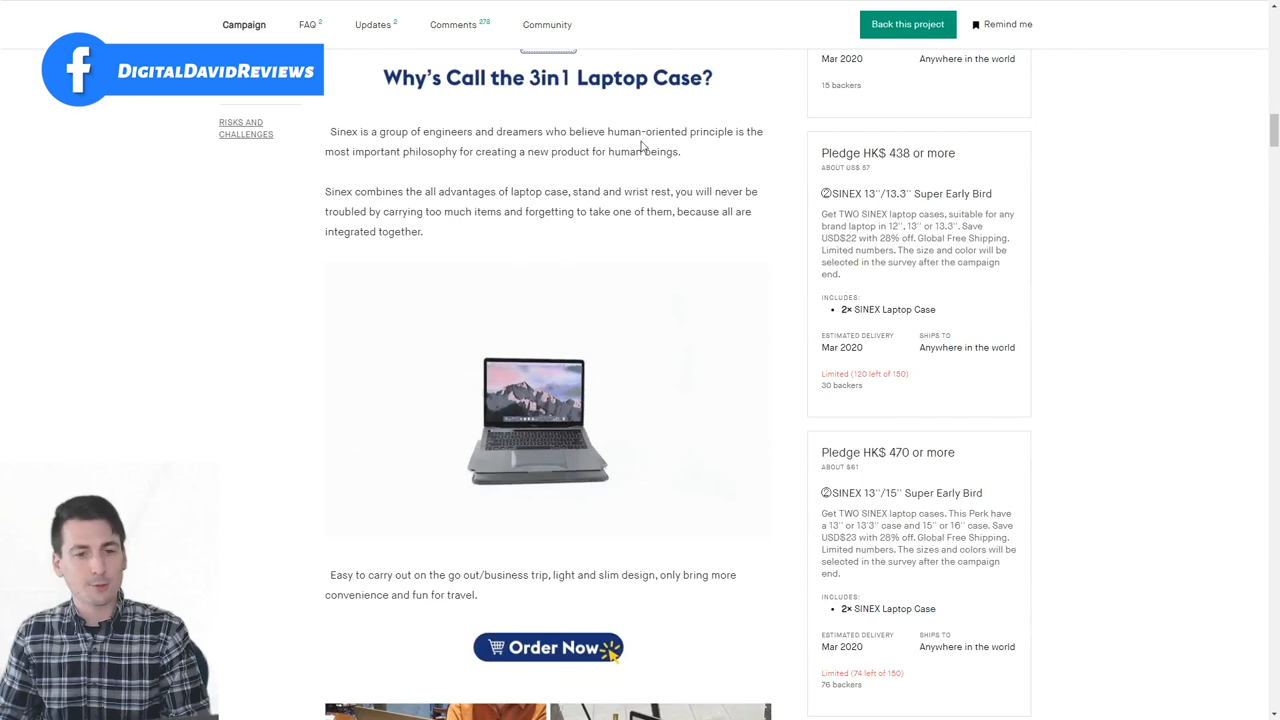 Campaign FAQ 2 Updates 2 Comments 278 Community Back this project Remind me
f DigitalDavidReviews
RISKS AND
CHALLENGES
Why's Call the 3in1 Laptop Case?
Sinex is a group of engineers and dreamers who believe human-oriented principle is the
most important philosophy for creating a new product for human beings.
Sinex combines the all advantages of laptop case, stand and wrist rest, you will never be
troubled by carrying too much items and forgetting to take one of them, because all are
integrated together.
Easy to carry out on the go out/business trip, light and slim design, only bring more
convenience and fun for travel.
Order Now
Mar 2020 Anywhere in the world
15 backers
Pledge HK$ 438 or more
ABOUT US$ 57
②SINEX 13''/13.3'' Super Early Bird
Get TWO SINEX laptop cases, suitable for any
brand laptop in 12'', 13'' or 13.3''. Save
USD$22 with 28% off. Global Free Shipping.
Limited numbers. The size and color will be
selected in the survey after the campaign
end.
INCLUDES:
• 2× SINEX Laptop Case
ESTIMATED DELIVERY SHIPS TO
Mar 2020 Anywhere in the world
Limited (120 left of 150)
30 backers
Pledge HK$ 470 or more
ABOUT $61
②SINEX 13''/15'' Super Early Bird
Get TWO SINEX laptop cases. This Perk have
a 13'' or 13'3'' case and 15'' or 16'' case. Save
USD$23 with 28% off. Global Free Shipping.
Limited numbers. The sizes and colors will be
selected in the survey after the campaign
end.
INCLUDES:
• 2× SINEX Laptop Case
ESTIMATED DELIVERY SHIPS TO
Mar 2020 Anywhere in the world
Limited (74 left of 150)
76 backers